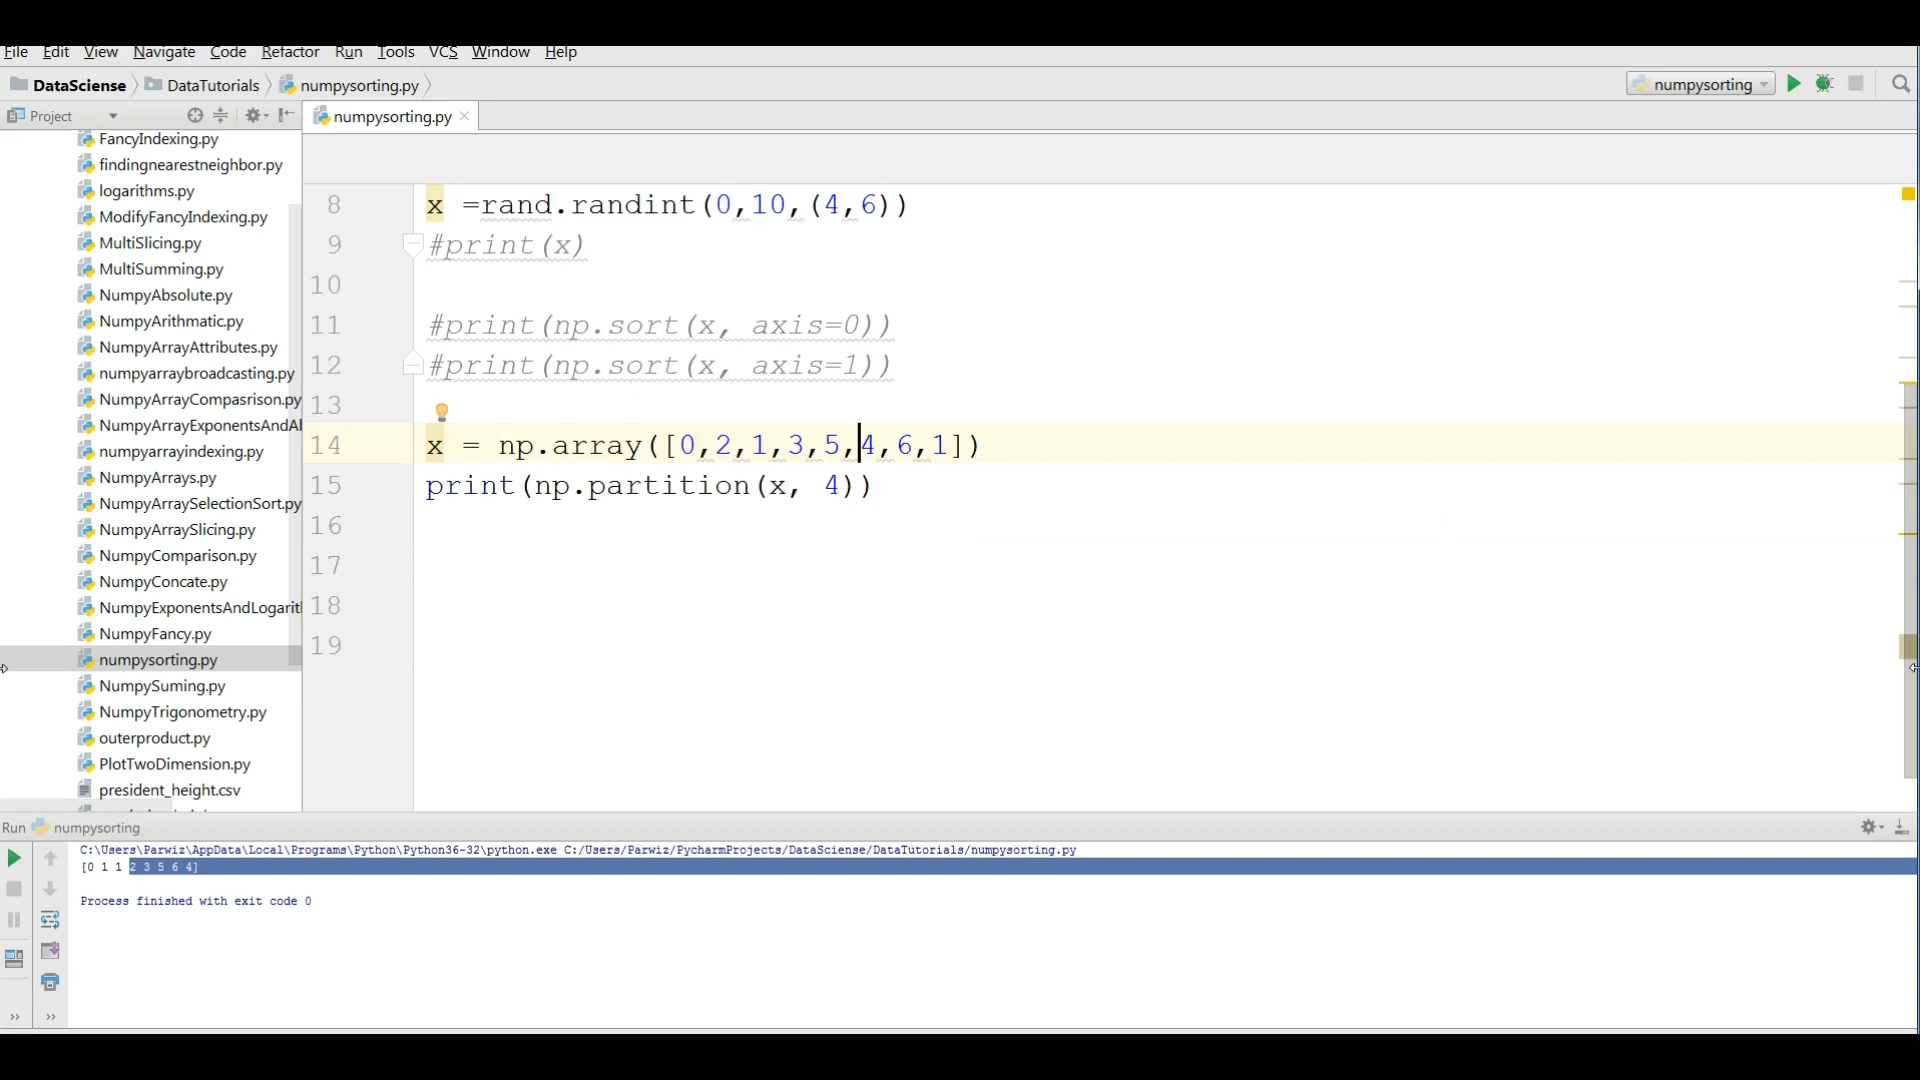 File Edit View Navigate Code Refactor Run Tools VCS Window Help
DataSciense DataTutorials numpysorting.py
numpysorting
Project
numpysorting.py
FancyIndexing.py
findingnearestneighbor.py
logarithms.py
ModifyFancyIndexing.py
MultiSlicing.py
MultiSumming.py
NumpyAbsolute.py
NumpyArithmatic.py
NumpyArrayAttributes.py
numpyarraybroadcasting.py
NumpyArrayCompasrison.py
NumpyArrayExponentsAndAl
numpyarrayindexing.py
NumpyArrays.py
NumpyArraySelectionSort.py
NumpyArraySlicing.py
NumpyComparison.py
NumpyConcate.py
NumpyExponentsAndLogarit
NumpyFancy.py
numpysorting.py
NumpySuming.py
NumpyTrigonometry.py
outerproduct.py
PlotTwoDimension.py
president_height.csv
8 x =rand.randint(0,10,(4,6))
9 #print(x)
10
11 #print(np.sort(x, axis=0))
12 #print(np.sort(x, axis=1))
13
14 x = np.array([0,2,1,3,5,4,6,1])
15 print(np.partition(x, 4))
16
17
18
19
Run numpysorting
C:\Users\Parwiz\AppData\Local\Programs\Python\Python36-32\python.exe C:/Users/Parwiz/PycharmProjects/DataSciense/DataTutorials/numpysorting.py
[0 1 1 2 3 5 6 4]
Process finished with exit code 0